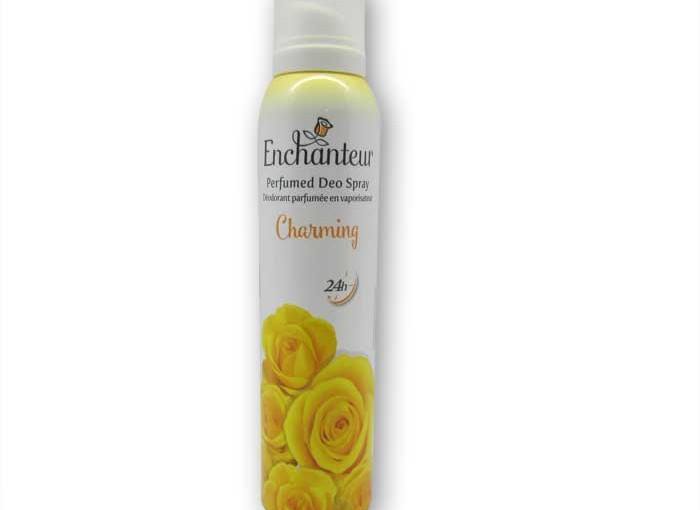 Enchanteur
Perfumed Deo Spray
Déodorant parfumée en vaporisateur
Charming
24h